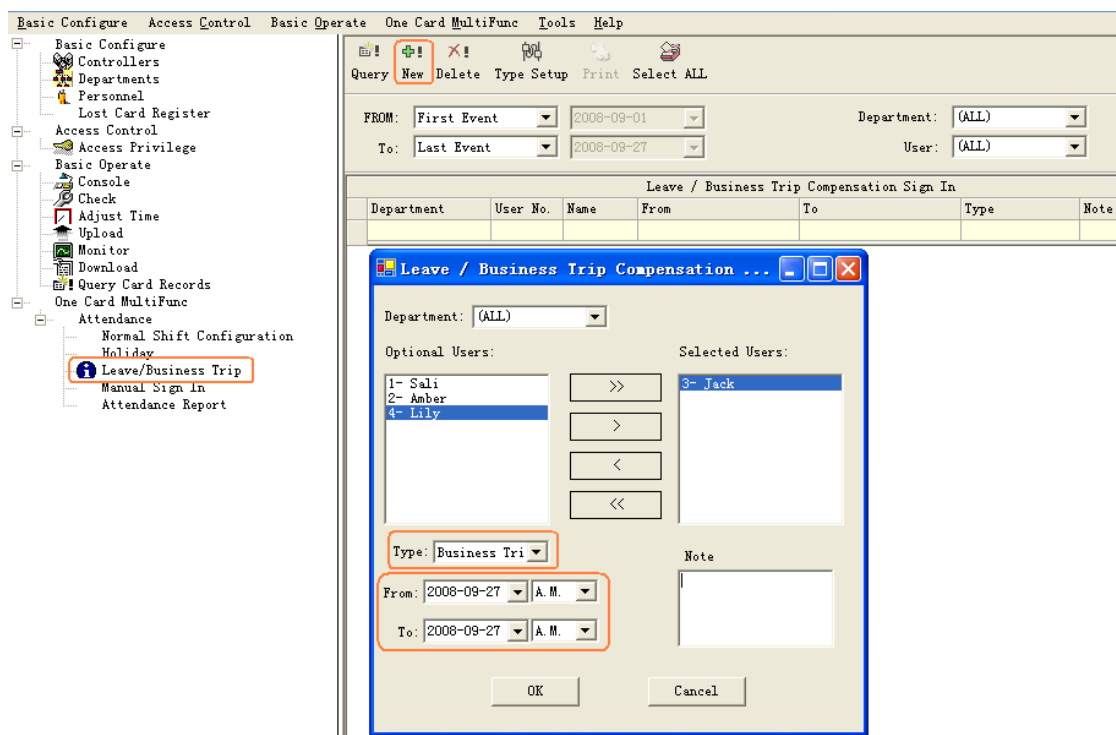 Basic Configure Access Control Basic Operate One Card MultiFunc Tools Help
Basic Configure
Controllers
Departments
Personnel
Lost Card Register
Access Control
Access Privilege
Basic Operate
Console
Check
Adjust Time
Upload
Monitor
Download
Query Card Records
One Card MultiFunc
Attendance
Normal Shift Configuration
Holiday
Leave/Business Trip
Manual Sign In
Attendance Report
Query New Delete Type Setup Print Select ALL
FROM: First Event 2008-09-01 Department: (ALL)
To: Last Event 2008-09-27 User: (ALL)
Leave / Business Trip Compensation Sign In
Department User No. Name From To Type Note
Leave / Business Trip Compensation ...
Department: (ALL)
Optional Users: Selected Users:
1- Sali >> 3- Jack
2- Amber
4- Lily
>
<
<<
Type: Business Tri Note
From: 2008-09-27 A.M.
To: 2008-09-27 A.M.
OK Cancel